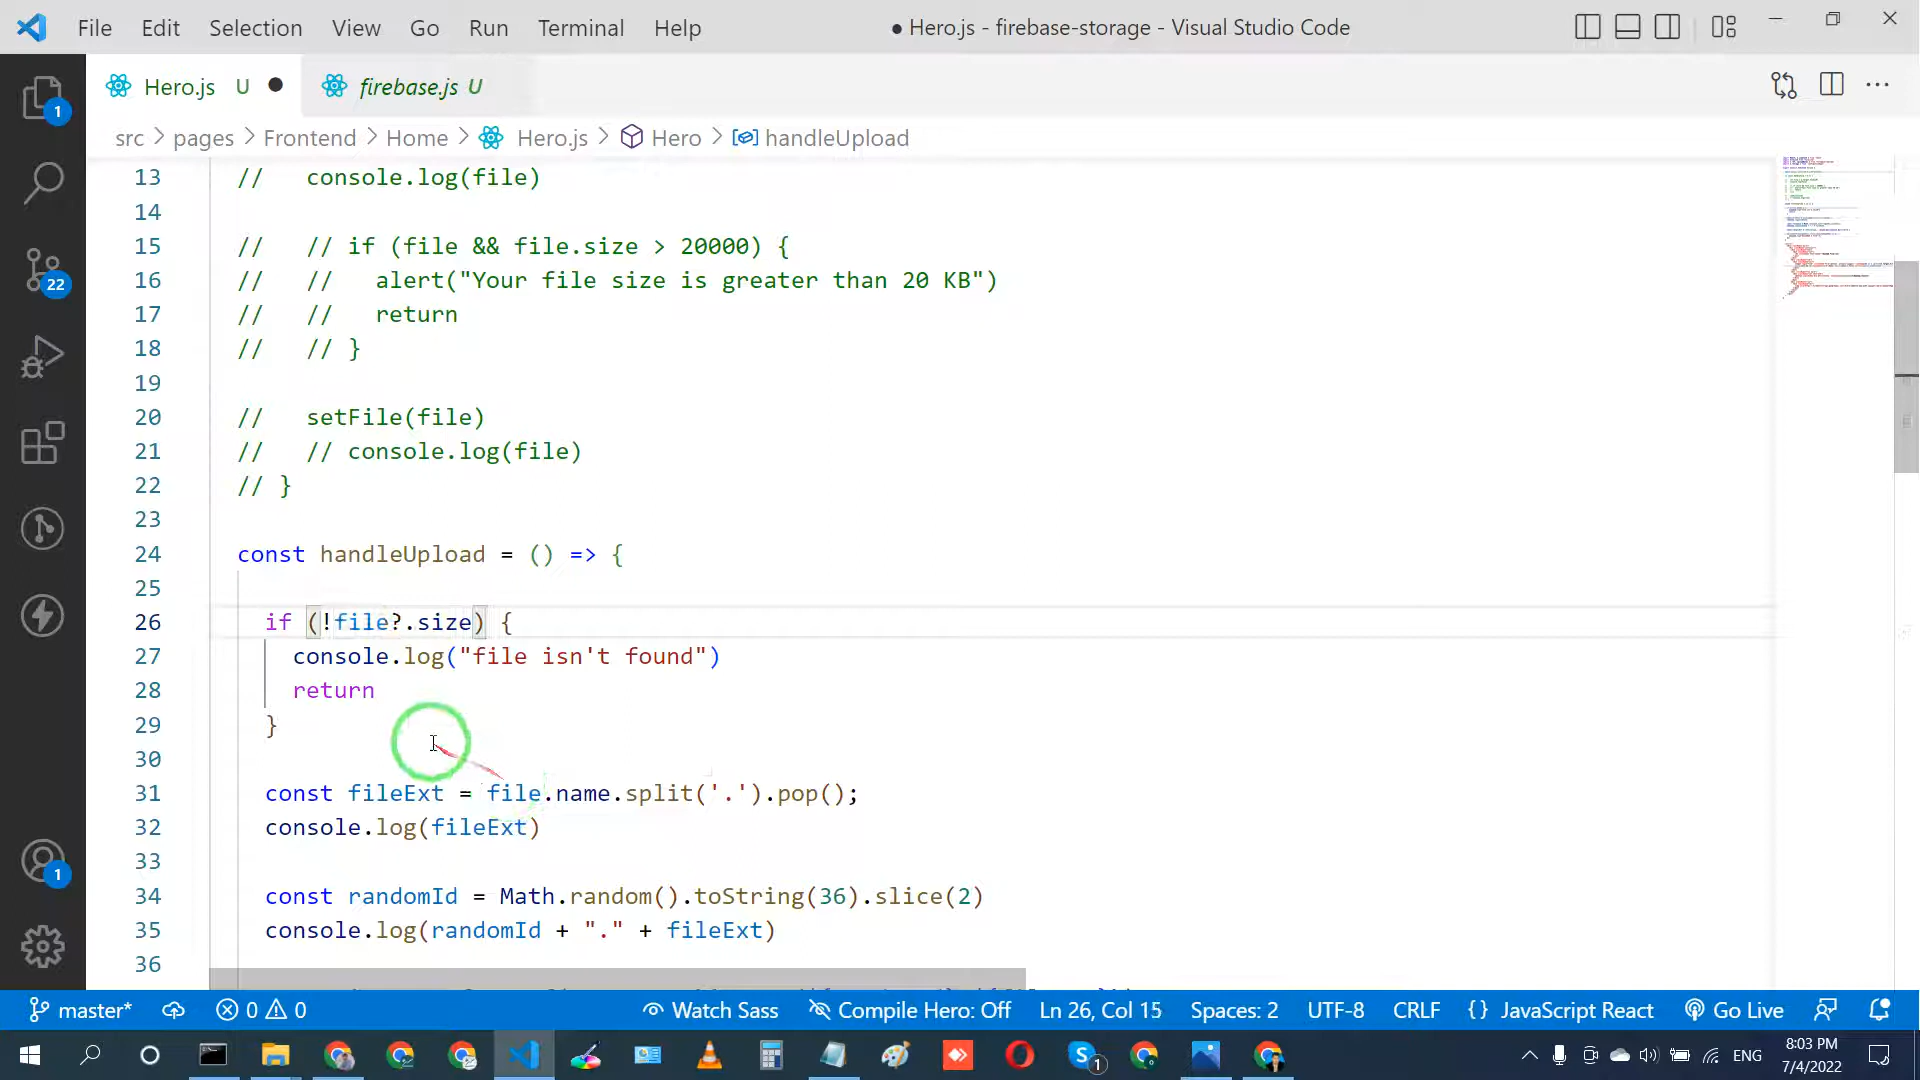 File Edit Selection View Go Run Terminal Help
● Hero.js - firebase-storage - Visual Studio Code
Hero.js U ●
firebase.js U
src > pages > Frontend > Home > Hero.js > Hero > handleUpload
13 // console.log(file)
14
15 // // if (file && file.size > 20000) {
16 // // alert("Your file size is greater than 20 KB")
17 // // return
18 // // }
19
20 // setFile(file)
21 // // console.log(file)
22 // }
23
24 const handleUpload = () => {
25
26 if (!file?.size) {
27 console.log("file isn't found")
28 return
29 }
30
31 const fileExt = file.name.split('.').pop();
32 console.log(fileExt)
33
34 const randomId = Math.random().toString(36).slice(2)
35 console.log(randomId + "." + fileExt)
36
1
22
1
master* 0 0 Watch Sass Compile Hero: Off Ln 26, Col 15 Spaces: 2 UTF-8 CRLF {} JavaScript React Go Live
1
ENG
8:03 PM
7/4/2022